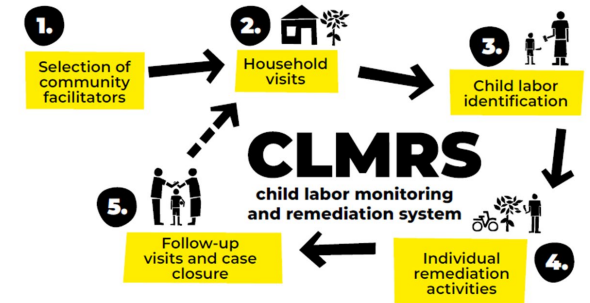 1.
Selection of
community
facilitators
2.
Household
visits
3.
Child labor
identification
CLMRS
child labor monitoring
and remediation system
4.
Individual
remediation
activities
5.
Follow-up
visits and case
closure